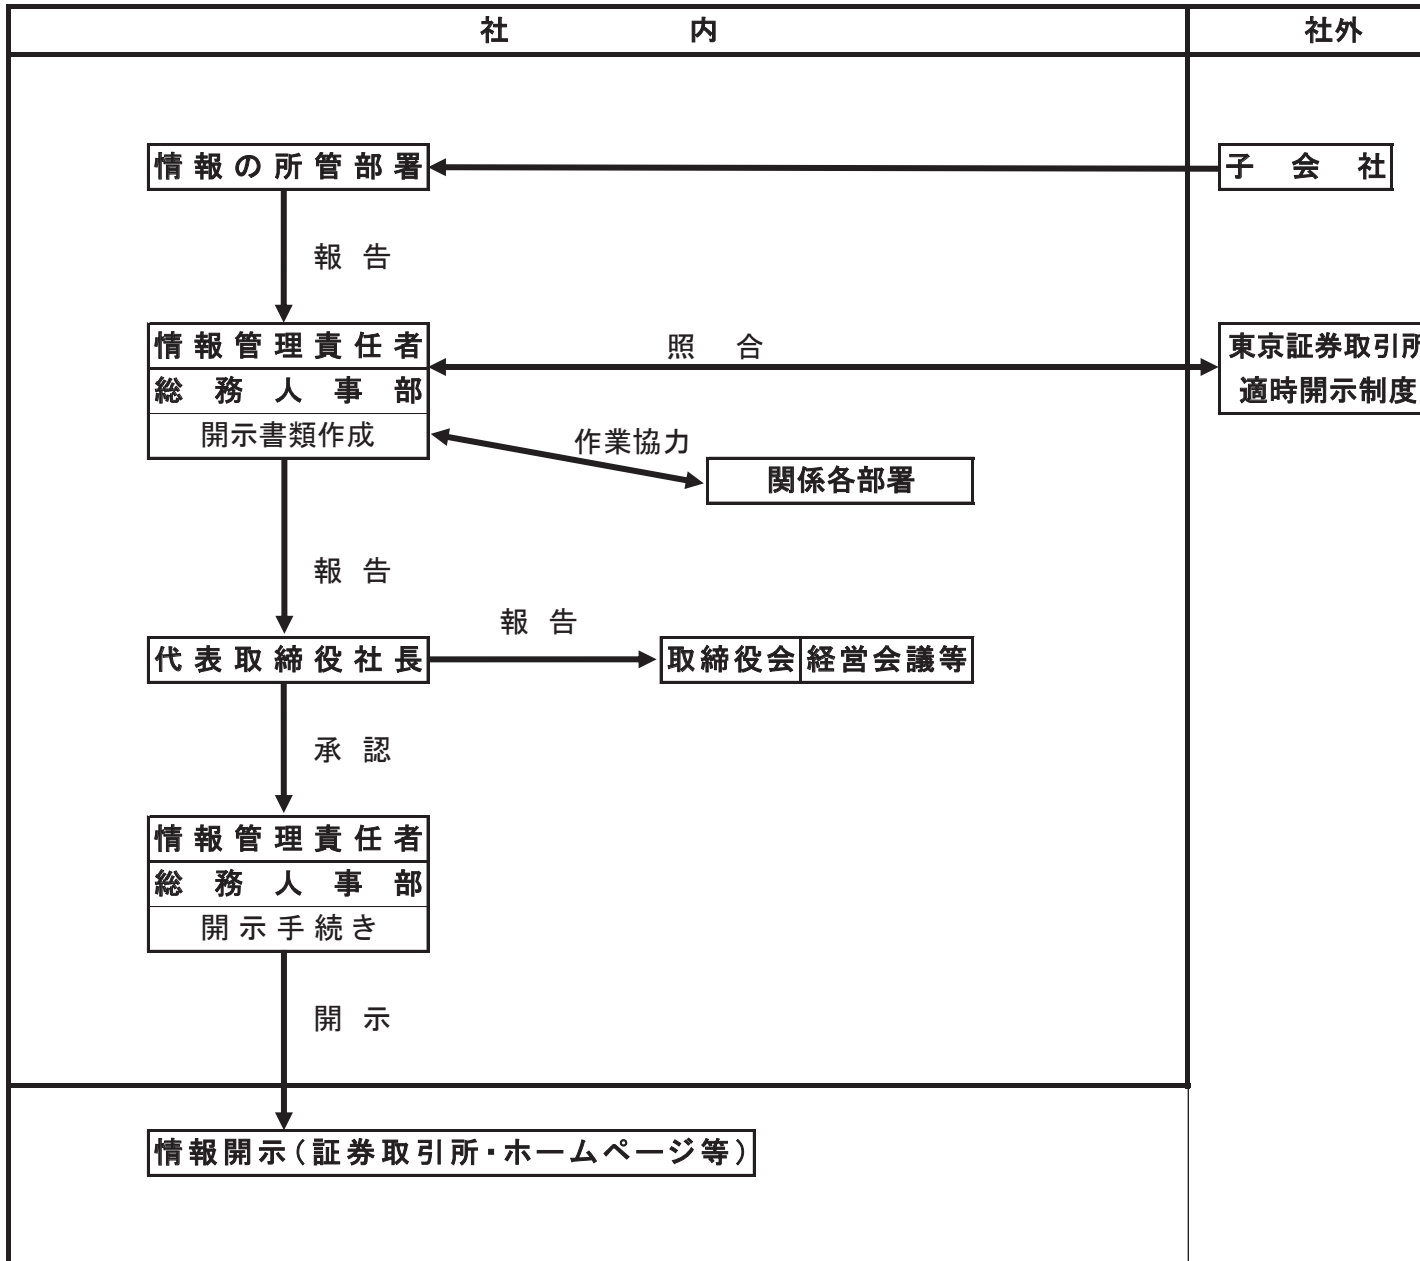 社内
社外
情報の所管部署
子会社
報告
情報管理責任者
照合
東京証券取引所
総務人事部
適時開示制度
開示書類作成
作業協力
関係各部署
報告
報告
代表取締役社長
取締役会
経営会議等
承認
情報管理責任者
総務人事部
開示手続き
開示
情報開示(証券取引所・ホームページ等)